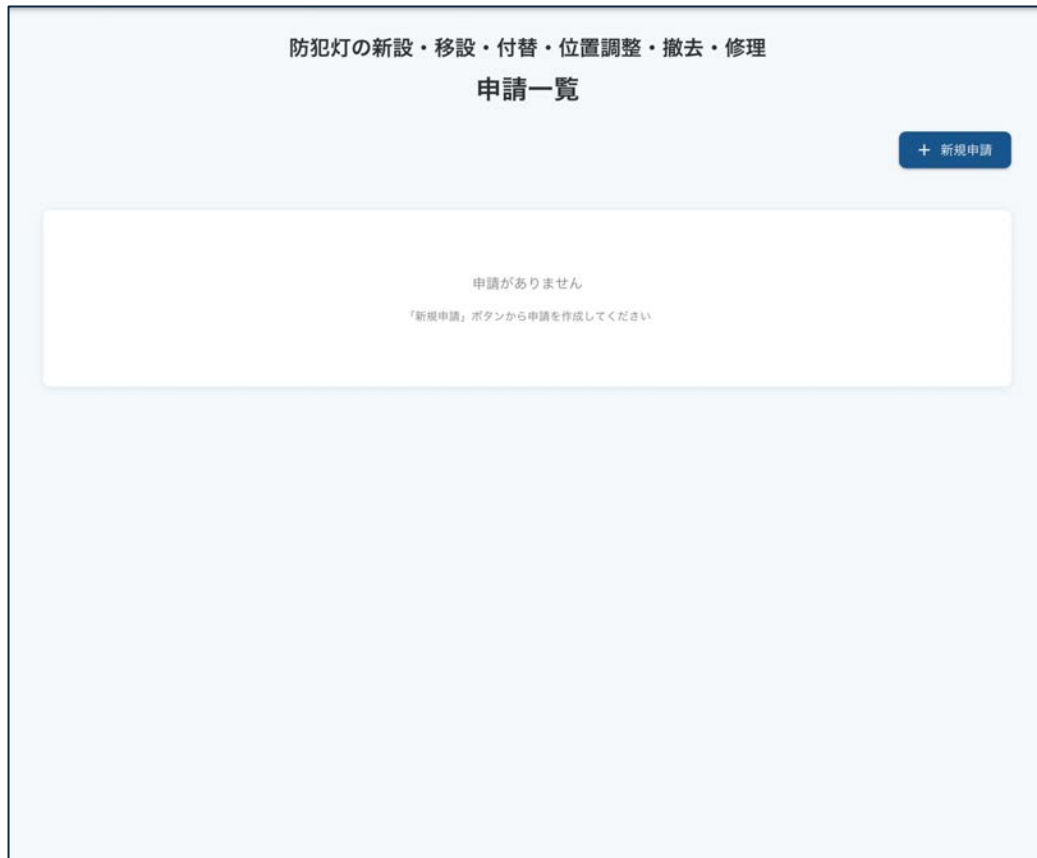 防犯灯の新設・移設・付替・位置調整・撤去・修理
申請一覧
＋ 新規申請
申請がありません
「新規申請」ボタンから申請を作成してください